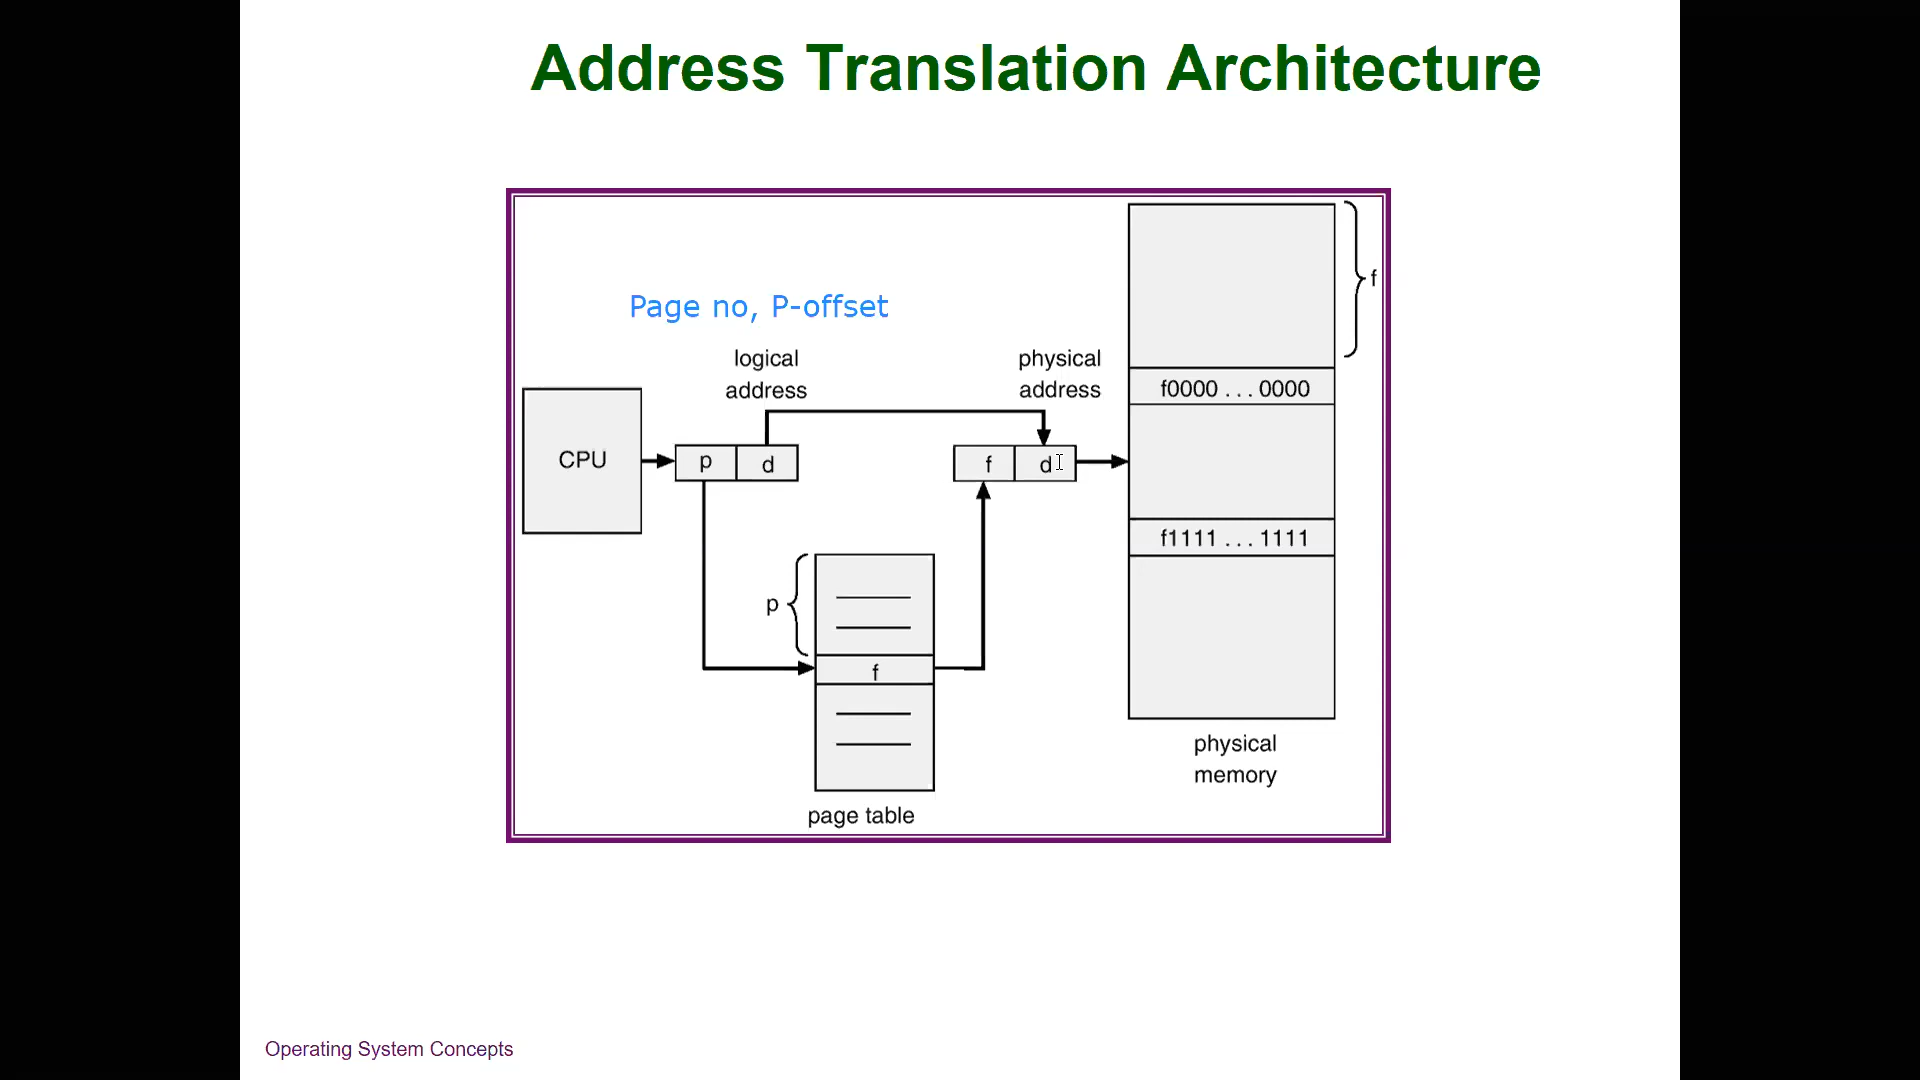 Address Translation Architecture
Page no, P-offset
logical
address
physical
address
f
f0000 . . . 0000
CPU
p
d
f
d
f1111 . . . 1111
p
f
physical
memory
page table
Operating System Concepts